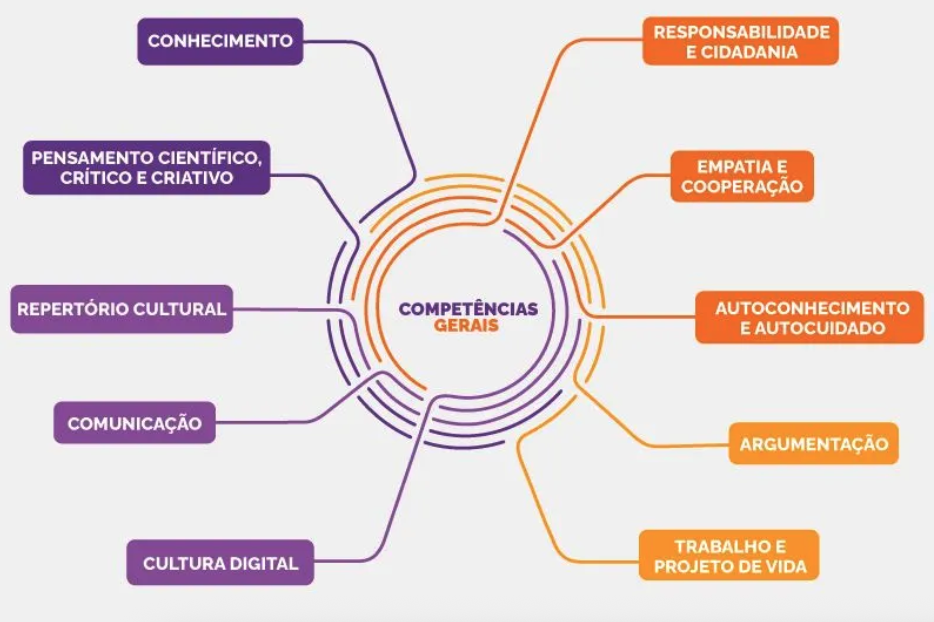 CONHECIMENTO
PENSAMENTO CIENTÍFICO,
CRÍTICO E CRIATIVO
REPERTÓRIO CULTURAL
COMUNICAÇÃO
CULTURA DIGITAL
COMPETÊNCIAS
GERAIS
RESPONSABILIDADE
E CIDADANIA
EMPATIA E
COOPERAÇÃO
AUTOCONHECIMENTO
E AUTOCUIDADO
ARGUMENTAÇÃO
TRABALHO E
PROJETO DE VIDA